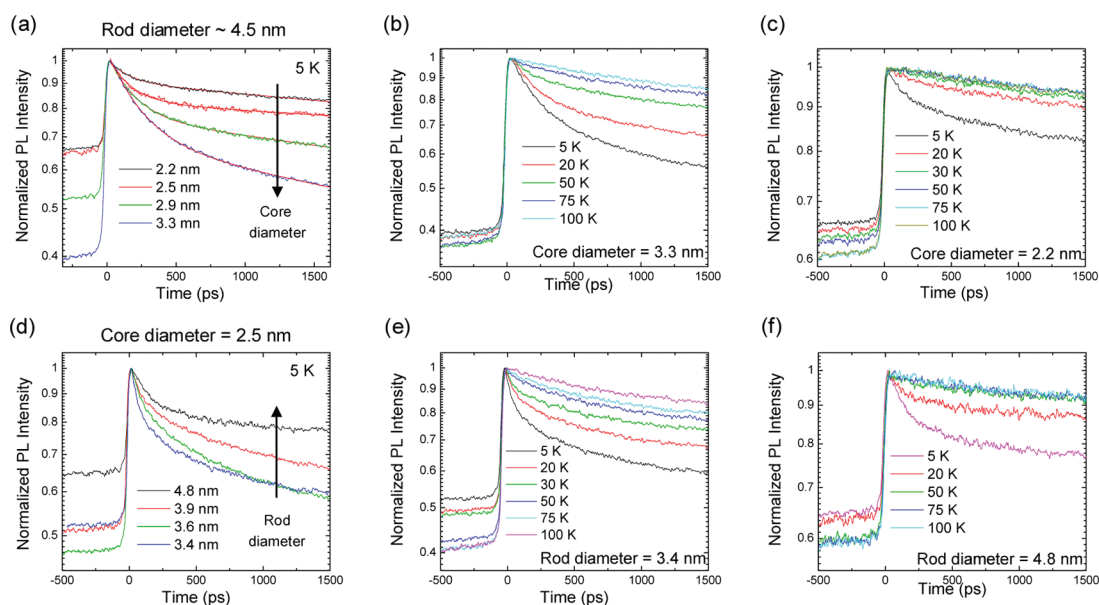 (a)
Rod diameter ~ 4.5 nm
5 K
1
0.9
0.8
0.7
0.6
0.5
0.4
Normalized PL Intensity
2.2 nm
2.5 nm
2.9 nm
3.3 mn
Core
diameter
0
500
1000
1500
Time (ps)
(b)
1
0.9
0.8
0.7
0.6
0.5
0.4
Normalized PL Intensity
5 K
20 K
50 K
75 K
100 K
Core diameter = 3.3 nm
-500
0
500
1000
1500
Time (ps)
(c)
1
0.9
0.8
0.7
0.6
Normalized PL Intensity
5 K
20 K
30 K
50 K
75 K
100 K
Core diameter = 2.2 nm
-500
0
500
1000
1500
Time (ps)
(d)
Core diameter = 2.5 nm
5 K
1
0.9
0.8
0.7
0.6
0.5
Normalized PL Intensity
4.8 nm
3.9 nm
3.6 nm
3.4 nm
Rod
diameter
-500
0
500
1000
1500
Time (ps)
(e)
1
0.9
0.8
0.7
0.6
0.5
0.4
Normalized PL Intensity
5 K
20 K
30 K
50 K
75 K
100 K
Rod diameter = 3.4 nm
-500
0
500
1000
1500
Time (ps)
(f)
1
0.9
0.8
0.7
0.6
Normalized PL Intensity
5 K
20 K
50 K
75 K
100 K
Rod diameter = 4.8 nm
-500
0
500
1000
1500
Time (ps)